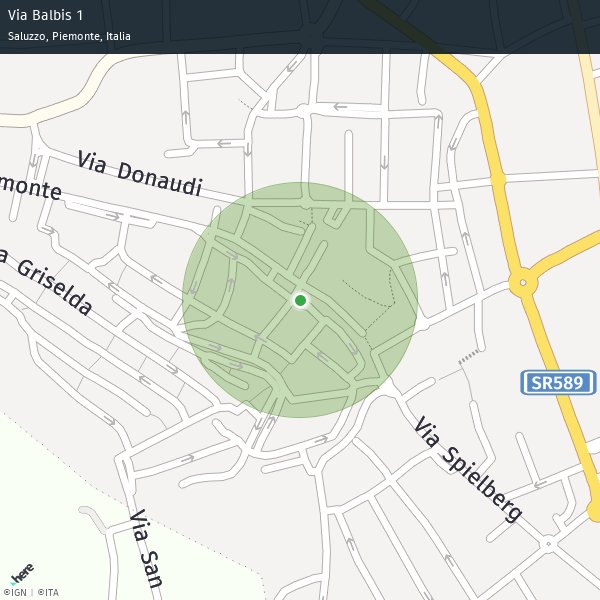 Via Balbis 1
Saluzzo, Piemonte, Italia
Via Donaudi
monte
a Griselda
SR589
Via Spielberg
Via San
here
©IGN | ©ITA